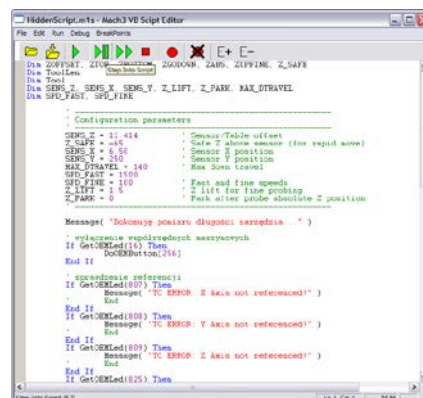 HiddenScript.m1s - Mach3 VB Scipt Editor
File Edit Run Debug BreakPoints
E+ E-
Step Into Script
Dim ZOFFSET, ZTOP, ZBOTTOM, ZGODOWN, ZABS, ZTPFINE, Z_SAFE
Dim ToolLen
Dim Tool
Dim SENS_Z, SENS_X, SENS_Y, Z_LIFT, Z_PARK, MAX_DTRAVEL
Dim SPD_FAST, SPD_FINE
' Configuration parameters
SENS_Z = 11.414 ' Sensor/Table offset
Z_SAFE = -65 ' Safe Z above sensor (for rapid move)
SENS_X = 6.50 ' Sensor X position
SENS_Y = 250 ' Sensor Y position
MAX_DTRAVEL = 140 ' Max down travel
SPD_FAST = 1500
SPD_FINE = 100 ' Fast and fine speeds
Z_LIFT = 1.5 ' Z lift for fine probing
Z_PARK = 0 ' Park after probe absolute Z position
Message( "Dokonuję pomiaru długości narzędzia..." )
' wyłączenie współrzędnych maszynowych
If GetOEMLed(16) Then
DoOEMButton(256)
End If
' sprawdzenie referencji
If GetOEMLed(807) Then
Message( "TC ERROR: X Axis not referenced!" )
' End
End If
If GetOEMLed(808) Then
Message( "TC ERROR: Y Axis not referenced!" )
' End
End If
If GetOEMLed(809) Then
Message( "TC ERROR: Z Axis not referenced!" )
' End
End If
If GetOEMLed(825) Then